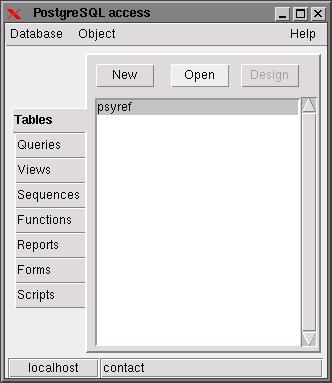 PostgreSQL access
Database Object Help
New Open Design
Tables
psyref
Queries
Views
Sequences
Functions
Reports
Forms
Scripts
localhost contact